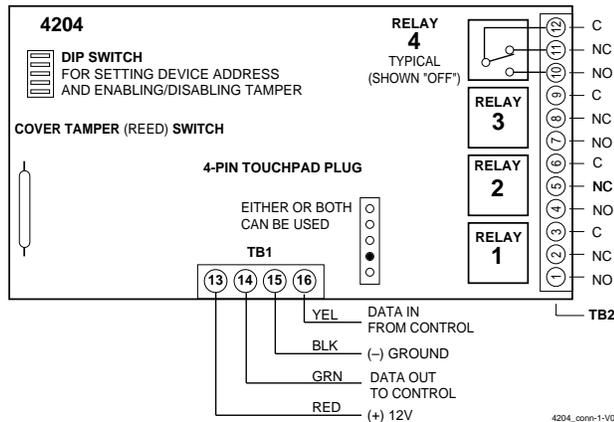 4204
DIP SWITCH
FOR SETTING DEVICE ADDRESS
AND ENABLING/DISABLING TAMPER
COVER TAMPER (REED) SWITCH
4-PIN TOUCHPAD PLUG
EITHER OR BOTH
CAN BE USED
TB1
RELAY
4
TYPICAL
(SHOWN "OFF")
RELAY
3
RELAY
2
RELAY
1
12 C
11 NC
10 NO
9 C
8 NC
7 NO
6 C
5 NC
4 NO
3 C
2 NC
1 NO
TB2
13 14 15 16
YEL DATA IN
FROM CONTROL
BLK (–) GROUND
GRN DATA OUT
TO CONTROL
RED (+) 12V
4204_conn-1-V0